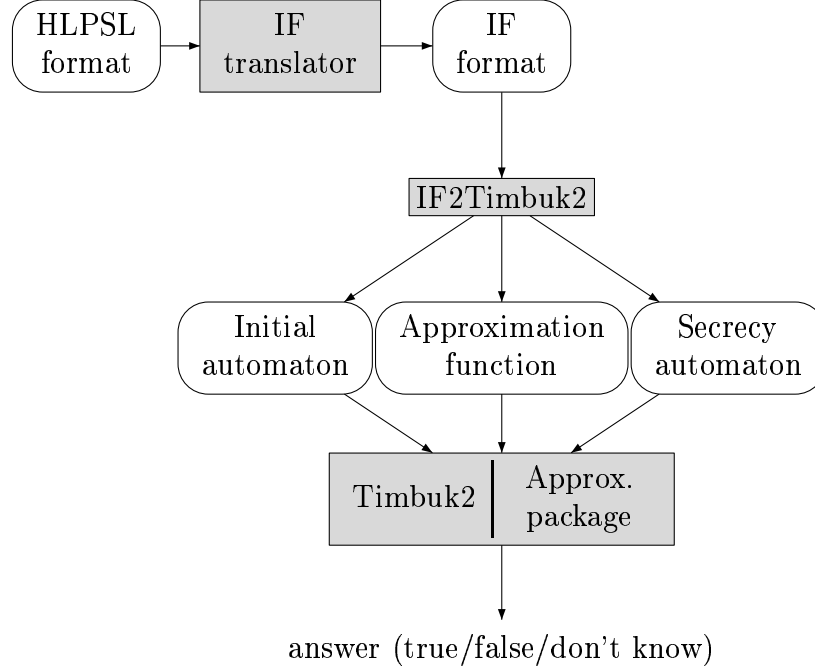 HLPSL
format
IF
translator
IF
format
IF2Timbuk2
Initial
automaton
Approximation
function
Secrecy
automaton
Timbuk2
Approx.
package
answer (true/false/don't know)